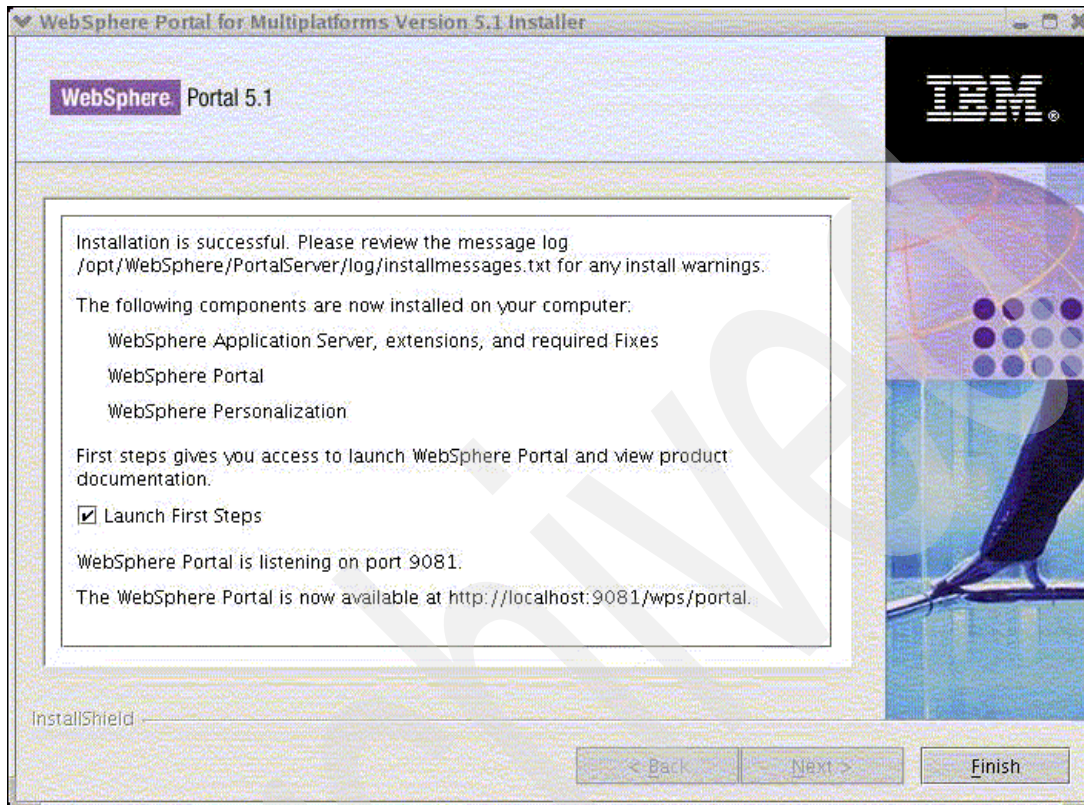 WebSphere Portal for Multiplatforms Version 5.1 Installer
WebSphere. Portal 5.1
IBM®
Installation is successful. Please review the message log
/opt/WebSphere/PortalServer/log/installmessages.txt for any install warnings.
The following components are now installed on your computer:
WebSphere Application Server, extensions, and required Fixes
WebSphere Portal
WebSphere Personalization
First steps gives you access to launch WebSphere Portal and view product
documentation.
Launch First Steps
WebSphere Portal is listening on port 9081.
The WebSphere Portal is now available at http://localhost:9081/wps/portal.
InstallShield
< Back Next > Finish